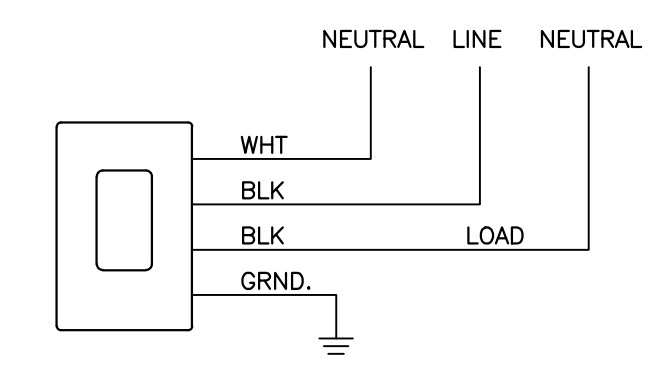 NEUTRAL LINE NEUTRAL
WHT
BLK
BLK LOAD
GRND.